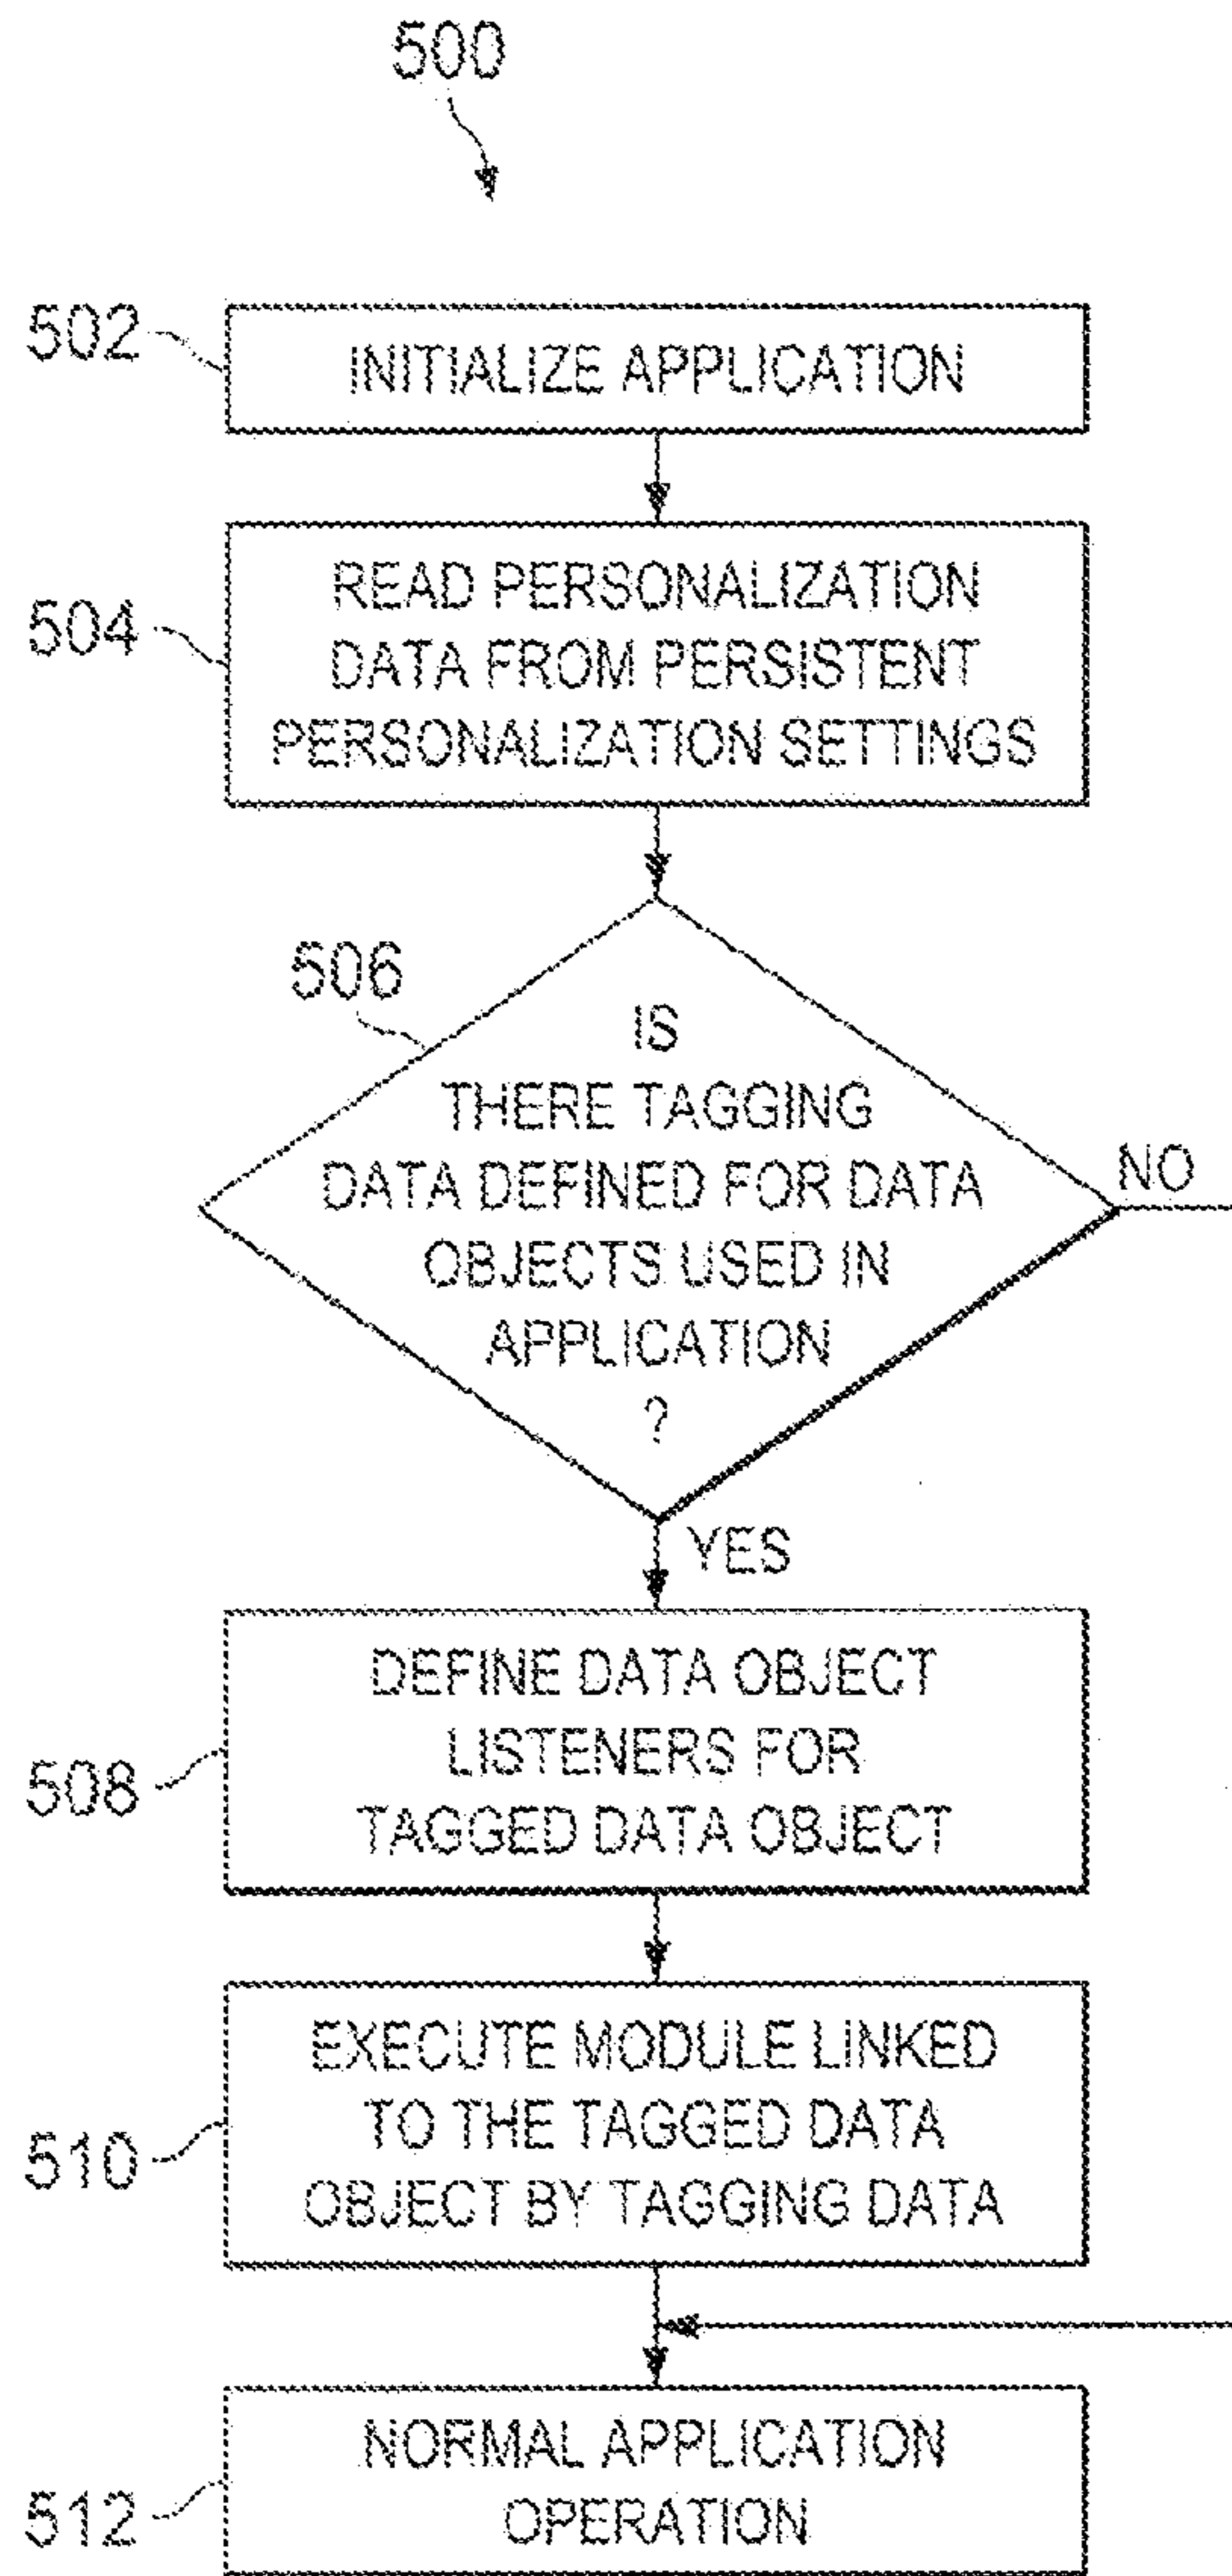 500
502
INITIALIZE APPLICATION
504
READ PERSONALIZATION
DATA FROM PERSISTENT
PERSONALIZATION SETTINGS
506
IS
THERE TAGGING
DATA DEFINED FOR DATA
OBJECTS USED IN
APPLICATION
?
NO
YES
508
DEFINE DATA OBJECT
LISTENERS FOR
TAGGED DATA OBJECT
510
EXECUTE MODULE LINKED
TO THE TAGGED DATA
OBJECT BY TAGGING DATA
512
NORMAL APPLICATION
OPERATION